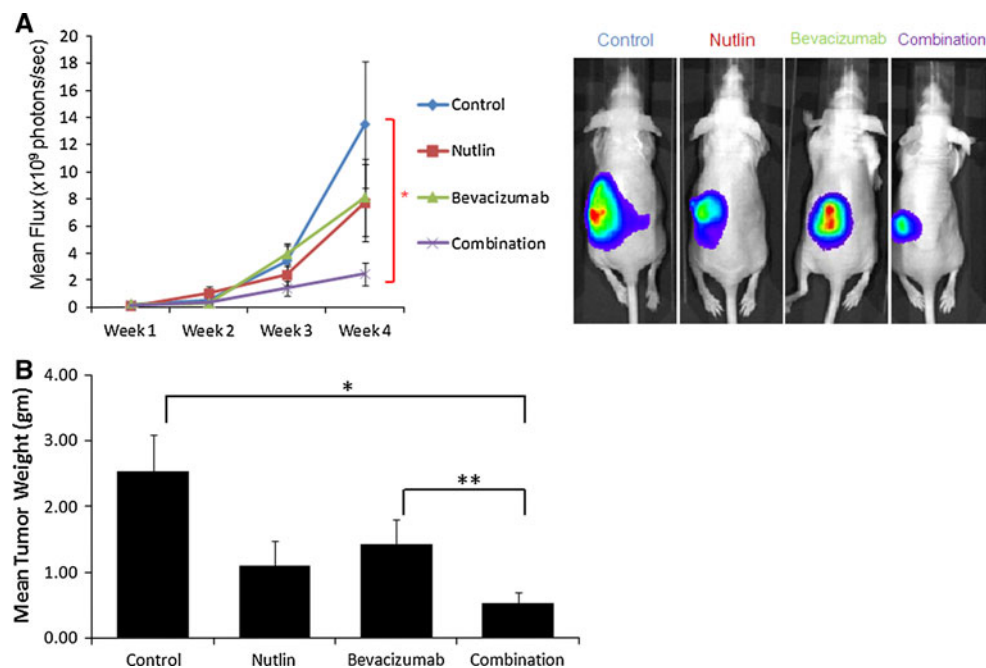 A
Mean Flux (x10⁹ photons/sec)
20
18
16
14
12
10
8
6
4
2
0
Week 1
Week 2
Week 3
Week 4
Control
Nutlin
Bevacizumab
Combination
*
Control
Nutlin
Bevacizumab
Combination
B
Mean Tumor Weight (gm)
4.00
3.00
2.00
1.00
0.00
*
**
Control
Nutlin
Bevacizumab
Combination